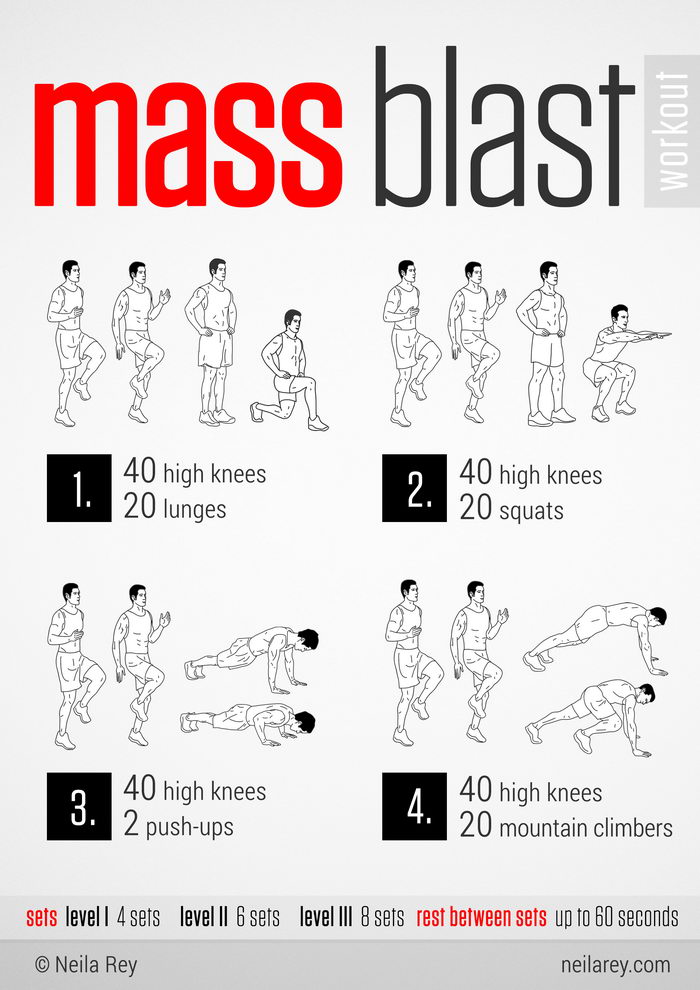 mass blast
workout
1.
40 high knees
20 lunges
2.
40 high knees
20 squats
3.
40 high knees
2 push-ups
4.
40 high knees
20 mountain climbers
sets level I 4 sets level II 6 sets level III 8 sets rest between sets up to 60 seconds
© Neila Rey
neilarey.com